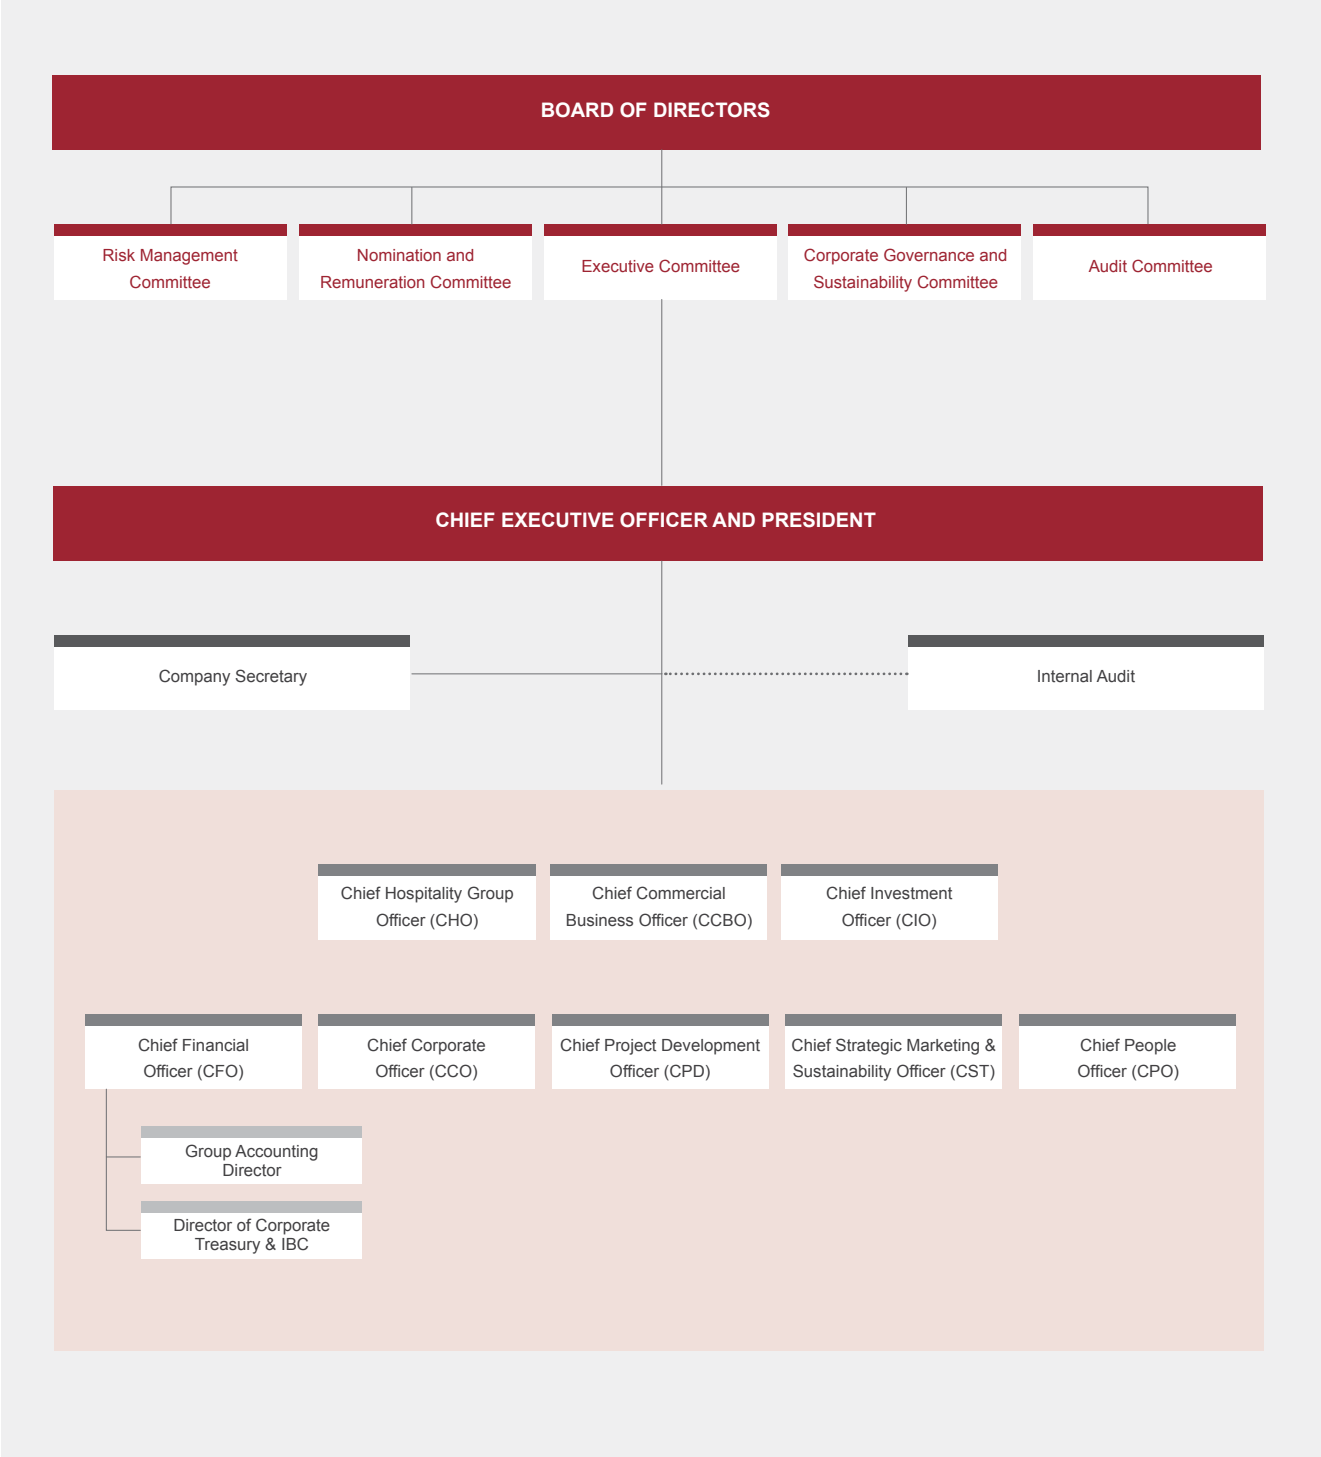 BOARD OF DIRECTORS
Risk Management
Committee
Nomination and
Remuneration Committee
Executive Committee
Corporate Governance and
Sustainability Committee
Audit Committee
CHIEF EXECUTIVE OFFICER AND PRESIDENT
Company Secretary
Internal Audit
Chief Hospitality Group
Officer (CHO)
Chief Commercial
Business Officer (CCBO)
Chief Investment
Officer (CIO)
Chief Financial
Officer (CFO)
Chief Corporate
Officer (CCO)
Chief Project Development
Officer (CPD)
Chief Strategic Marketing &
Sustainability Officer (CST)
Chief People
Officer (CPO)
Group Accounting
Director
Director of Corporate
Treasury & IBC